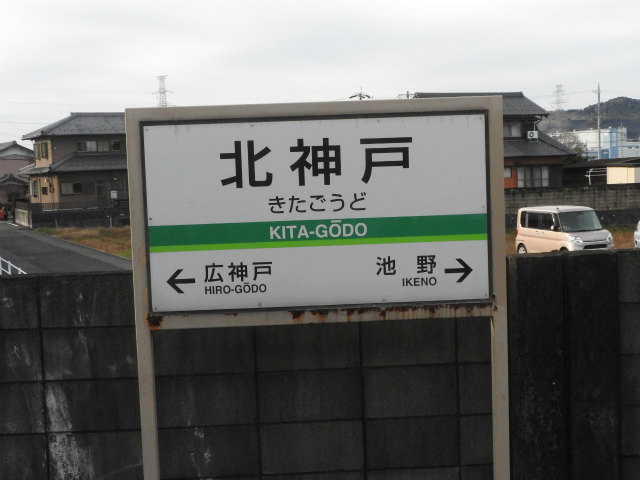 北神戸
きたごうど
KITA-GŌDO
← 広神戸
HIRO-GŌDO
池野 →
IKENO